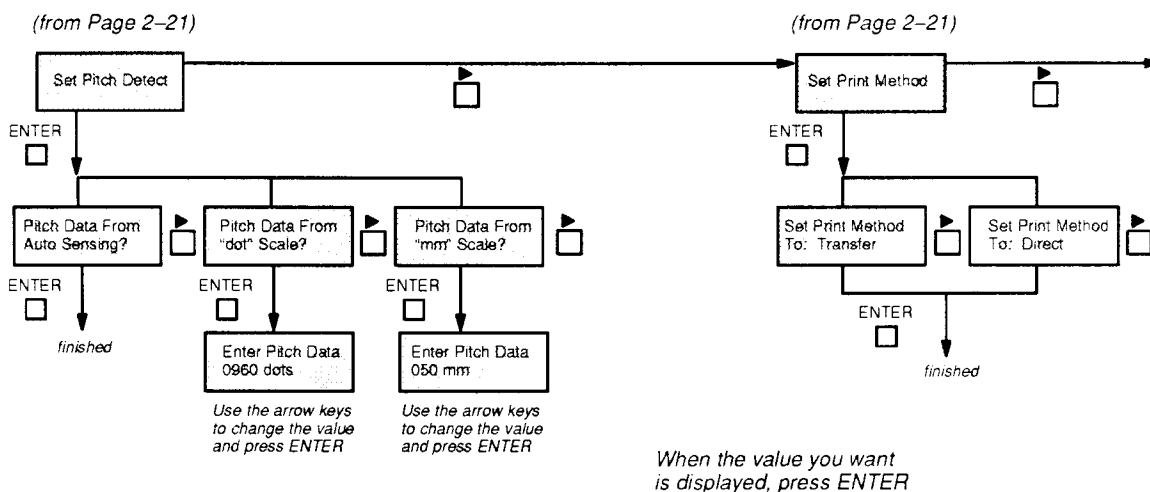 (from Page 2–21)
(from Page 2–21)
Set Pitch Detect
Set Print Method
ENTER
ENTER
Pitch Data From
Auto Sensing?
Pitch Data From
"dot" Scale?
Pitch Data From
"mm" Scale?
Set Print Method
To: Transfer
Set Print Method
To: Direct
ENTER
ENTER
ENTER
ENTER
finished
Enter Pitch Data
0960 dots
Enter Pitch Data
050 mm
finished
Use the arrow keys
to change the value
and press ENTER
Use the arrow keys
to change the value
and press ENTER
When the value you want
is displayed, press ENTER